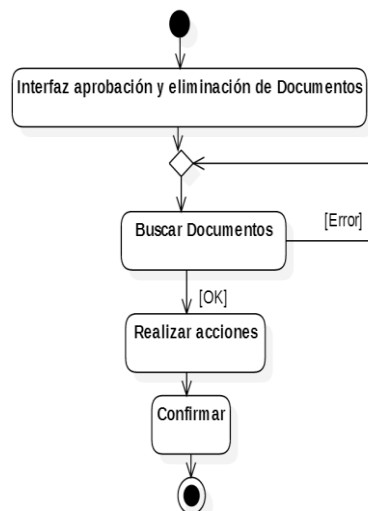 Interfaz aprobación y eliminación de Documentos
Buscar Documentos
[Error]
[OK]
Realizar acciones
Confirmar